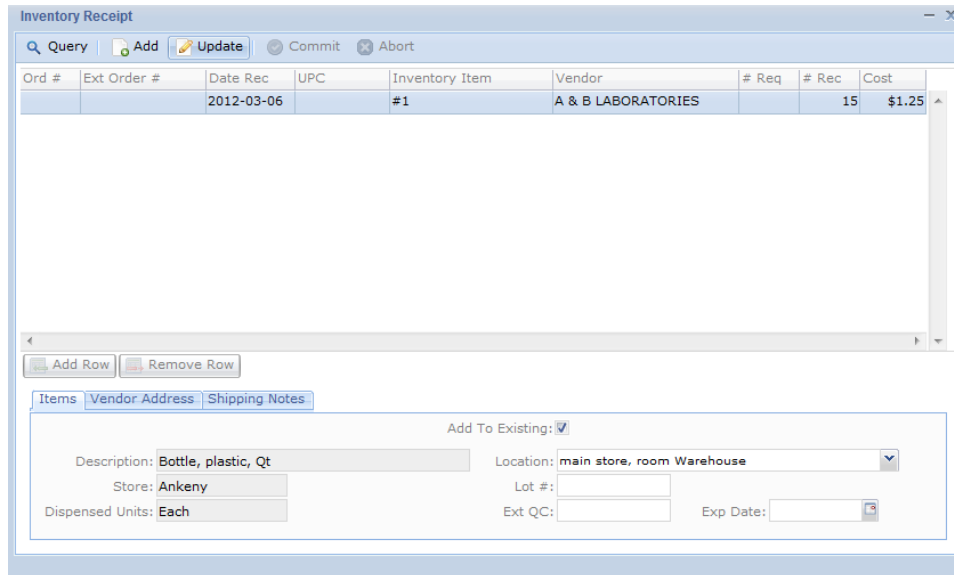 Inventory Receipt
Query Add Update Commit Abort
Ord # Ext Order # Date Rec UPC Inventory Item Vendor # Req # Rec Cost
2012-03-06 #1 A & B LABORATORIES 15 $1.25
Add Row Remove Row
Items Vendor Address Shipping Notes
Add To Existing:
Description: Bottle, plastic, Qt Location: main store, room Warehouse
Store: Ankeny Lot #:
Dispensed Units: Each Ext QC: Exp Date: